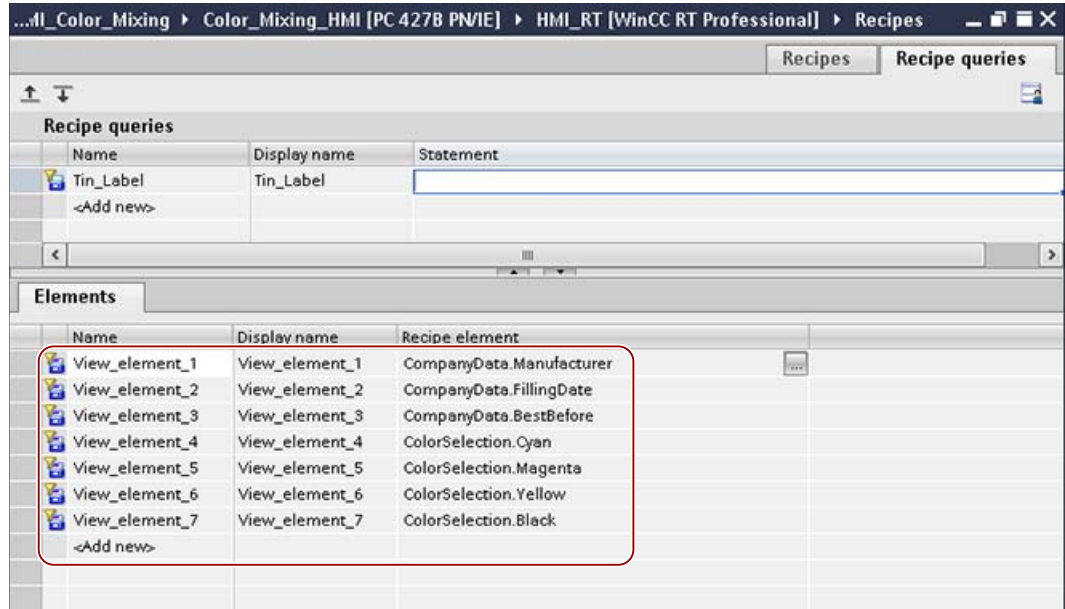 ...MI_Color_Mixing ▸ Color_Mixing_HMI [PC 427B PN/IE] ▸ HMI_RT [WinCC RT Professional] ▸ Recipes
Recipes Recipe queries
Recipe queries
Name Display name Statement
Tin_Label Tin_Label
<Add new>
Elements
Name Display name Recipe element
View_element_1 View_element_1 CompanyData.Manufacturer ...
View_element_2 View_element_2 CompanyData.FillingDate
View_element_3 View_element_3 CompanyData.BestBefore
View_element_4 View_element_4 ColorSelection.Cyan
View_element_5 View_element_5 ColorSelection.Magenta
View_element_6 View_element_6 ColorSelection.Yellow
View_element_7 View_element_7 ColorSelection.Black
<Add new>